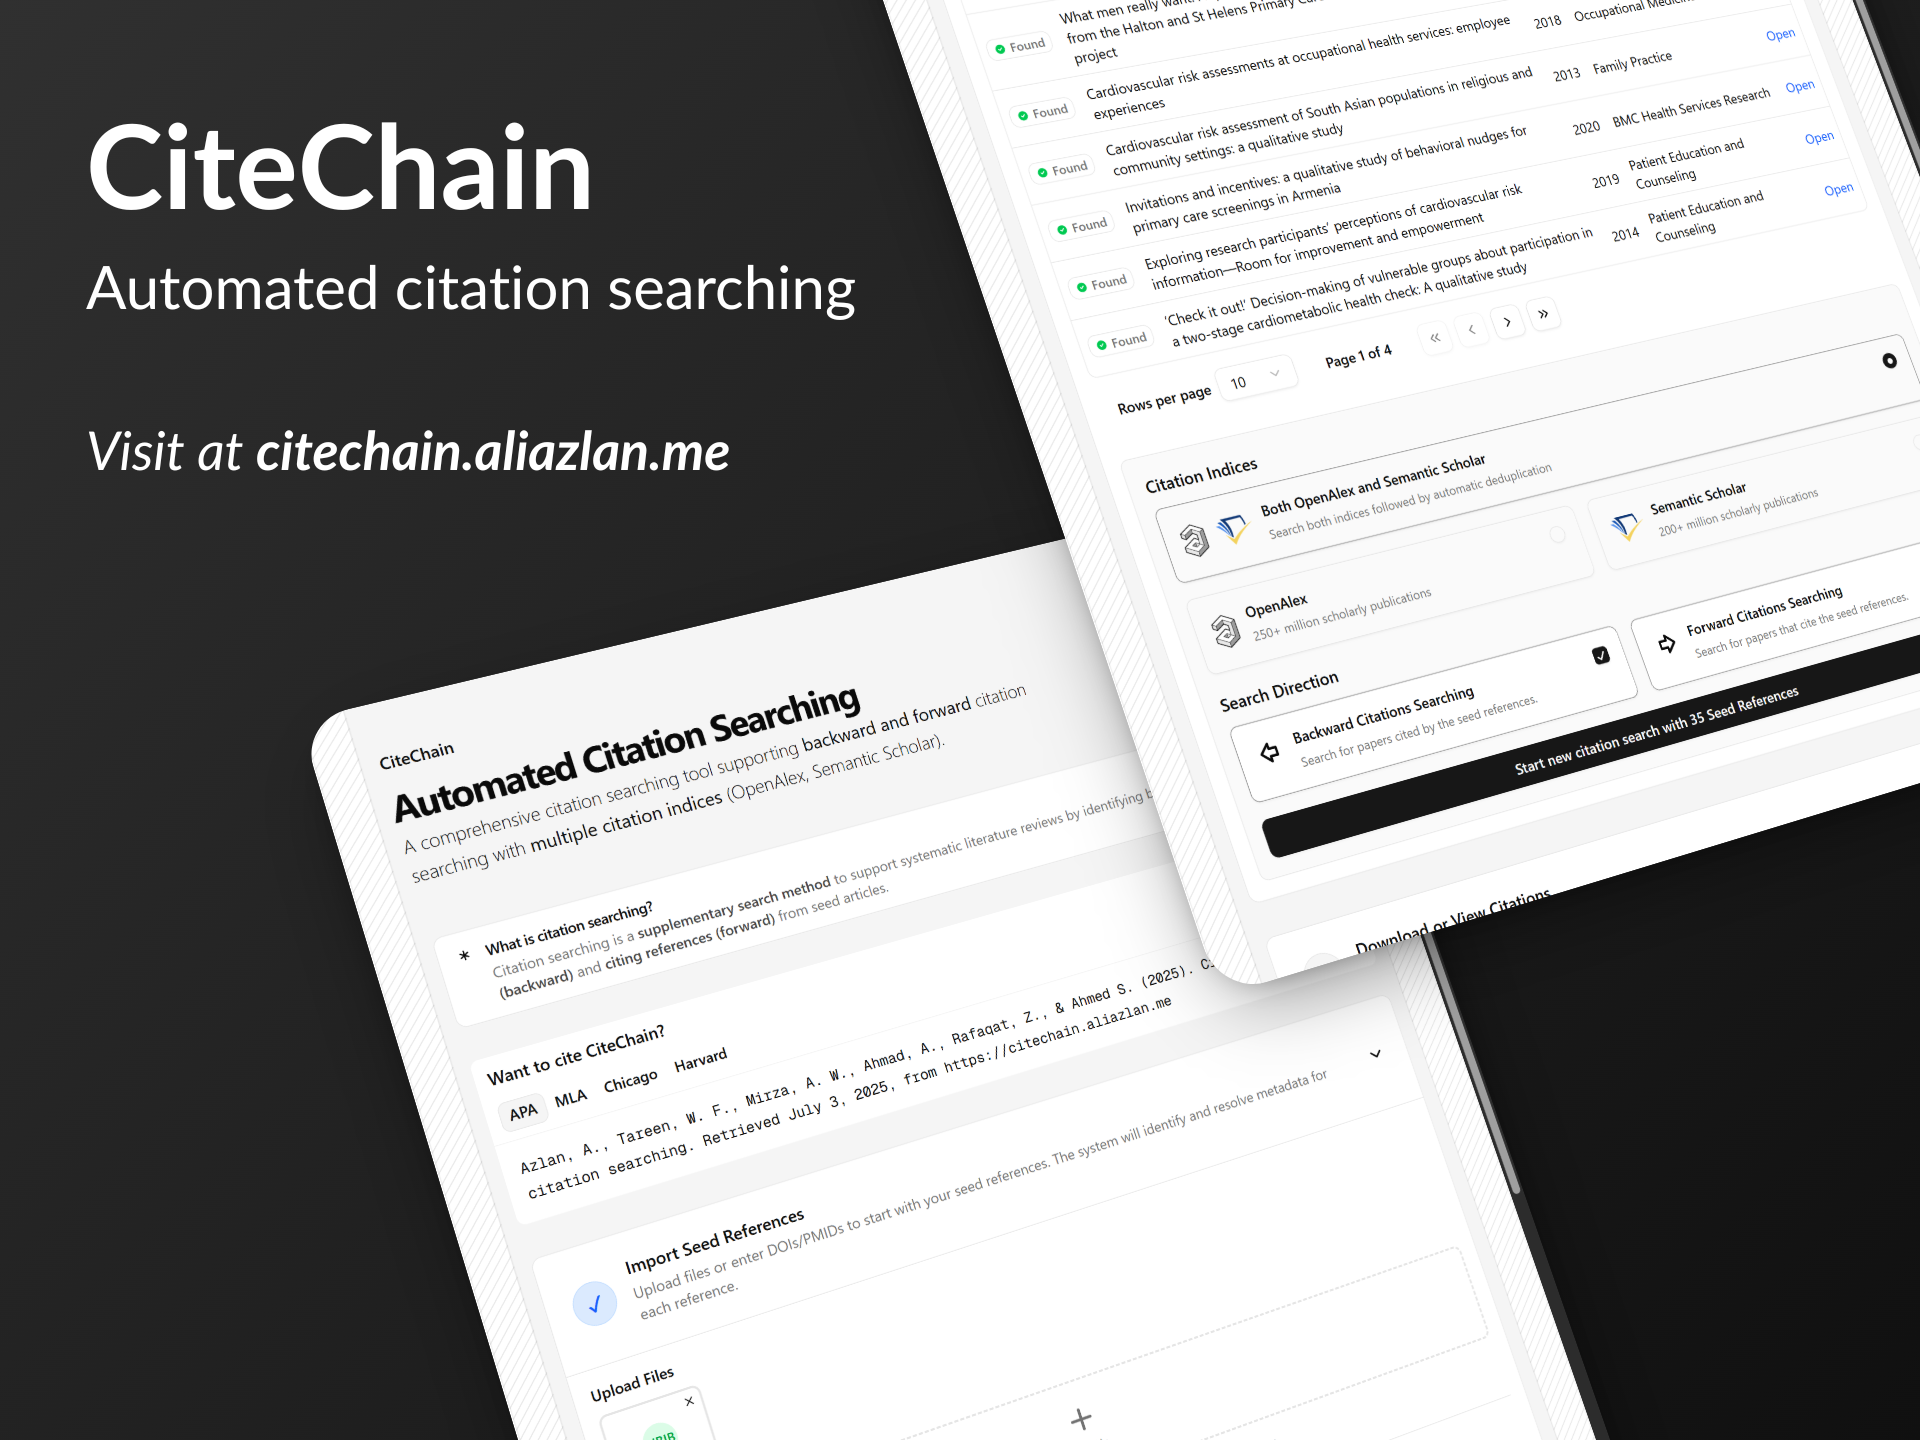 CiteChain
Automated citation searching
Visit at citechain.aliazlan.me
Found
What men really want
from the Halton and St Helens Primary
project
Found
Cardiovascular risk assessments at occupational health services: employee
experiences
2018
Occupational
Found
Cardiovascular risk assessment of South Asian populations in religious and
community settings: a qualitative study
2013
Family Practice
Open
Found
Invitations and incentives: a qualitative study of behavioral nudges for
primary care screenings in Armenia
2020
BMC Health Services Research
Open
Found
Exploring research participants' perceptions of cardiovascular risk
information—Room for improvement and empowerment
2019
Patient Education and
Counseling
Open
Found
'Check it out!' Decision-making of vulnerable groups about participation in
a two-stage cardiometabolic health check: A qualitative study
2014
Patient Education and
Counseling
Open
Rows per page
10
Page 1 of 4
Citation Indices
Both OpenAlex and Semantic Scholar
Search both indices followed by automatic deduplication
OpenAlex
250+ million scholarly publications
Semantic Scholar
200+ million scholarly publications
Search Direction
Backward Citations Searching
Search for papers cited by the seed references.
Forward Citations Searching
Search for papers that cite the seed references.
Start new citation search with 35 Seed References
Download or View Citations
CiteChain
Automated Citation Searching
A comprehensive citation searching tool supporting backward and forward citation
searching with multiple citation indices (OpenAlex, Semantic Scholar).
* What is citation searching?
Citation searching is a supplementary search method to support systematic literature reviews by identifying
(backward) and citing references (forward) from seed articles.
Want to cite CiteChain?
APA MLA Chicago Harvard
Azlan, A., Tareen, W. F., Mirza, A. W., Ahmad, A., Rafaqat, Z., & Ahmed S. (2025).
citation searching. Retrieved July 3, 2025, from https://citechain.aliazlan.me
Import Seed References
Upload files or enter DOIs/PMIDs to start with your seed references. The system will identify and resolve metadata for
each reference.
Upload Files